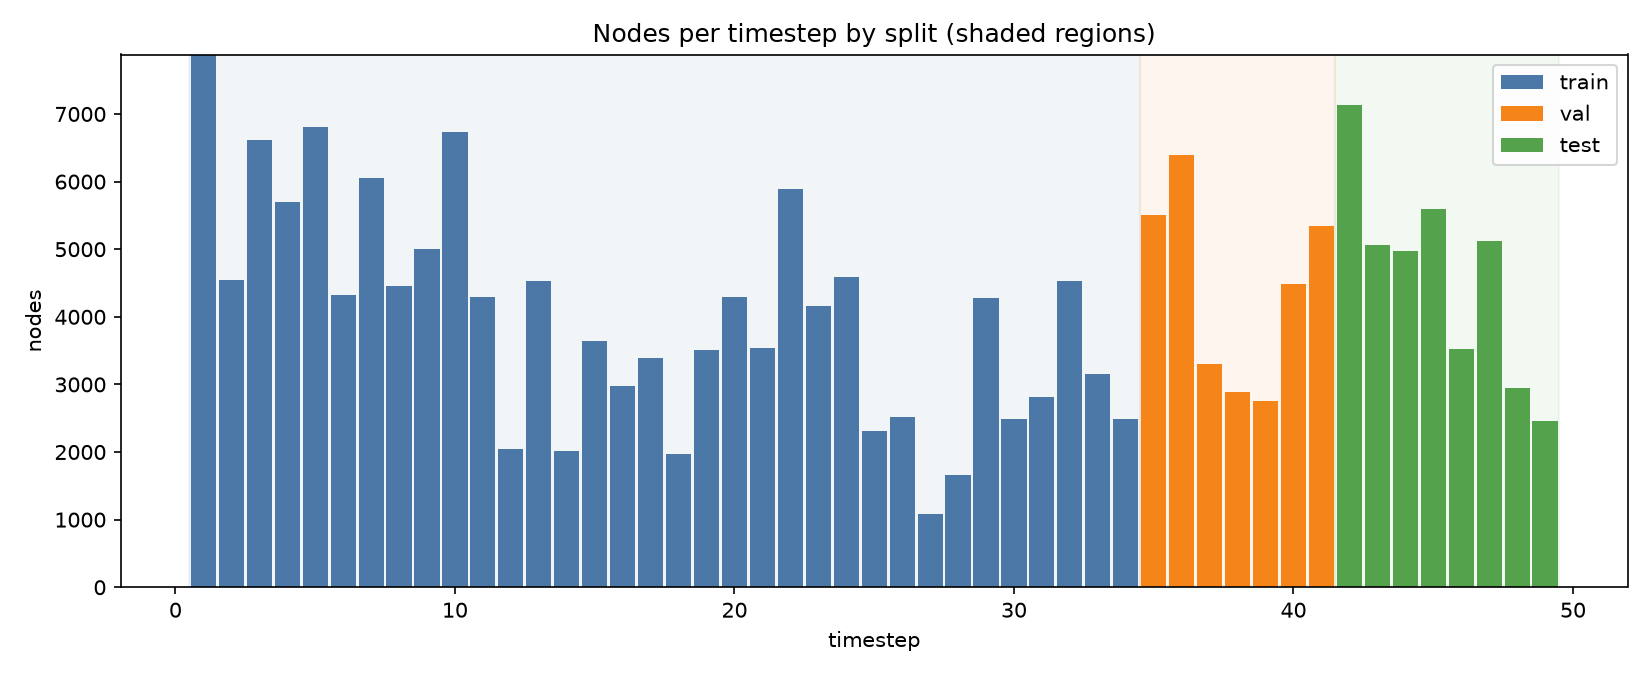 Nodes per timestep by split (shaded regions)
train
val
test
nodes
7000
6000
5000
4000
3000
2000
1000
0
0 10 20 30 40 50
timestep